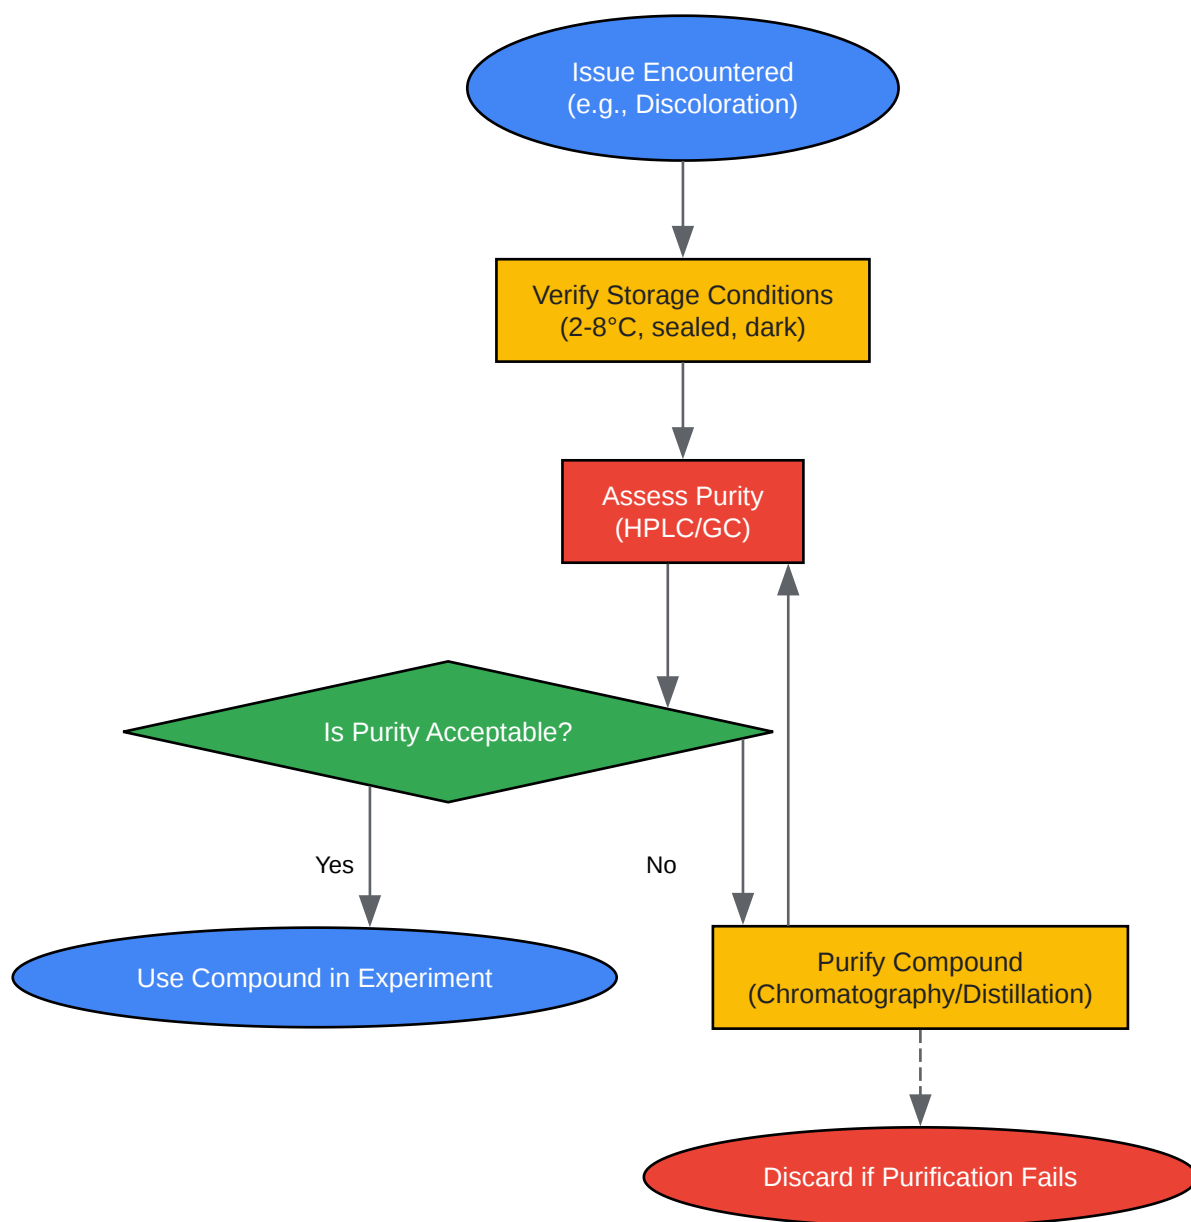 Issue Encountered
(e.g., Discoloration)
Verify Storage Conditions
(2-8°C, sealed, dark)
Assess Purity
(HPLC/GC)
Is Purity Acceptable?
Yes
No
Use Compound in Experiment
Purify Compound
(Chromatography/Distillation)
Discard if Purification Fails